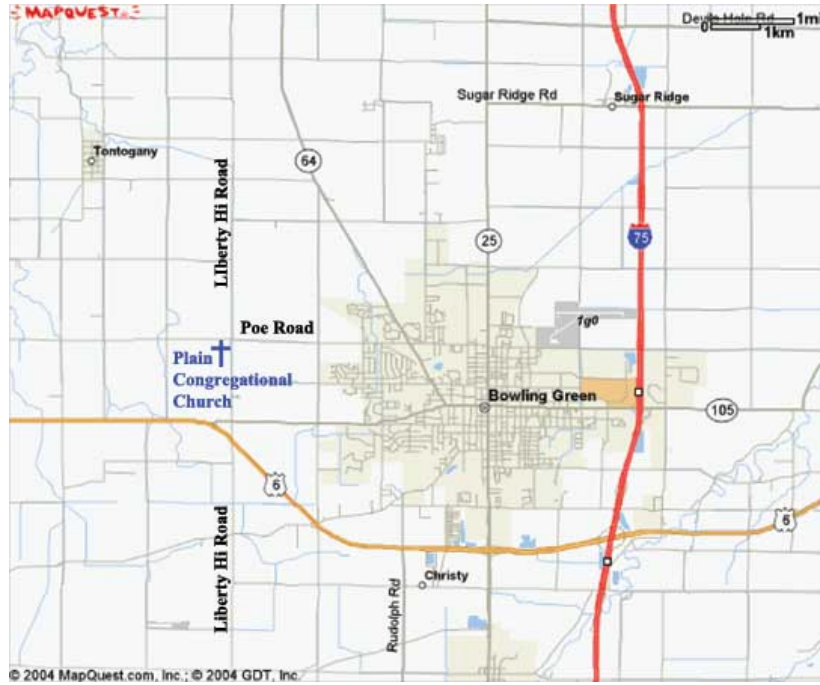 MAPQUEST
Devils Hole Rd
0 1mi
1km
Sugar Ridge Rd
Sugar Ridge
Tontogany
64
LIberty Hi Road
25
75
Poe Road
1g0
Plain
Congregational
Church
Bowling Green
105
6
6
Liberty Hi Road
Christy
Rudolph Rd
© 2004 MapQuest.com, Inc.; © 2004 GDT, Inc.